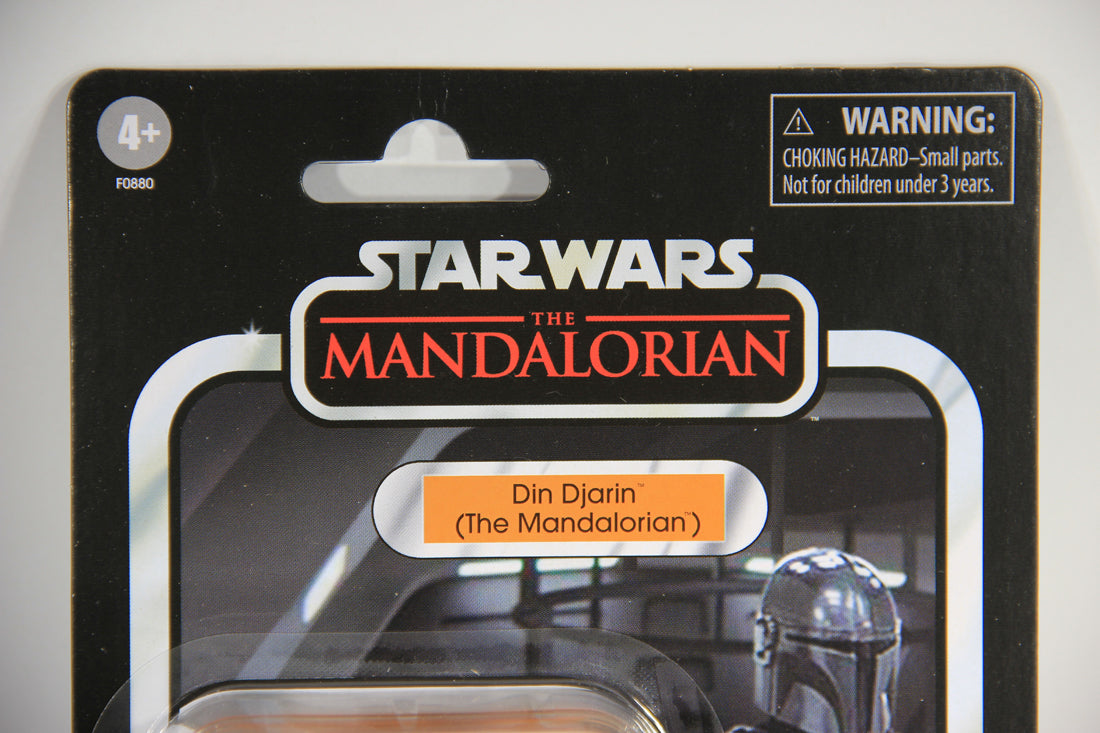 4+
F0880
⚠ WARNING:
CHOKING HAZARD–Small parts.
Not for children under 3 years.
STAR WARS
THE
MANDALORIAN
™
Din Djarin™
(The Mandalorian™)